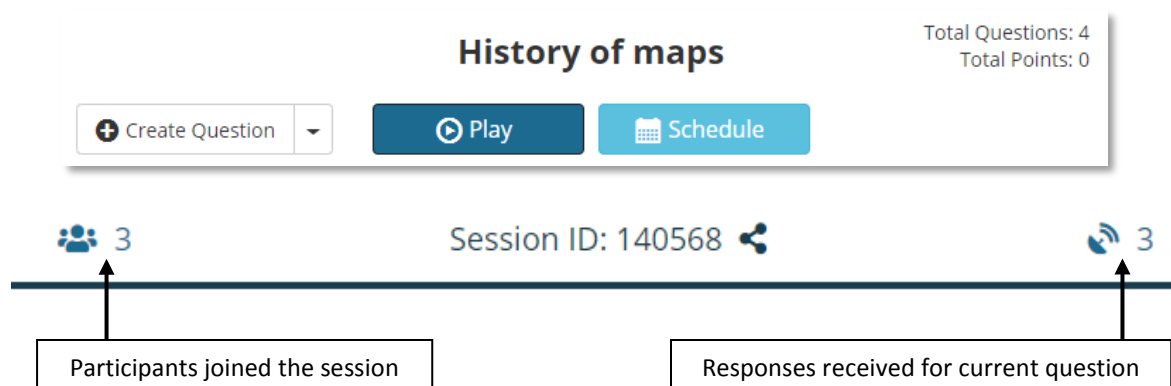 History of maps
Total Questions: 4
Total Points: 0
Create Question
Play
Schedule
3
Session ID: 140568
3
Participants joined the session
Responses received for current question